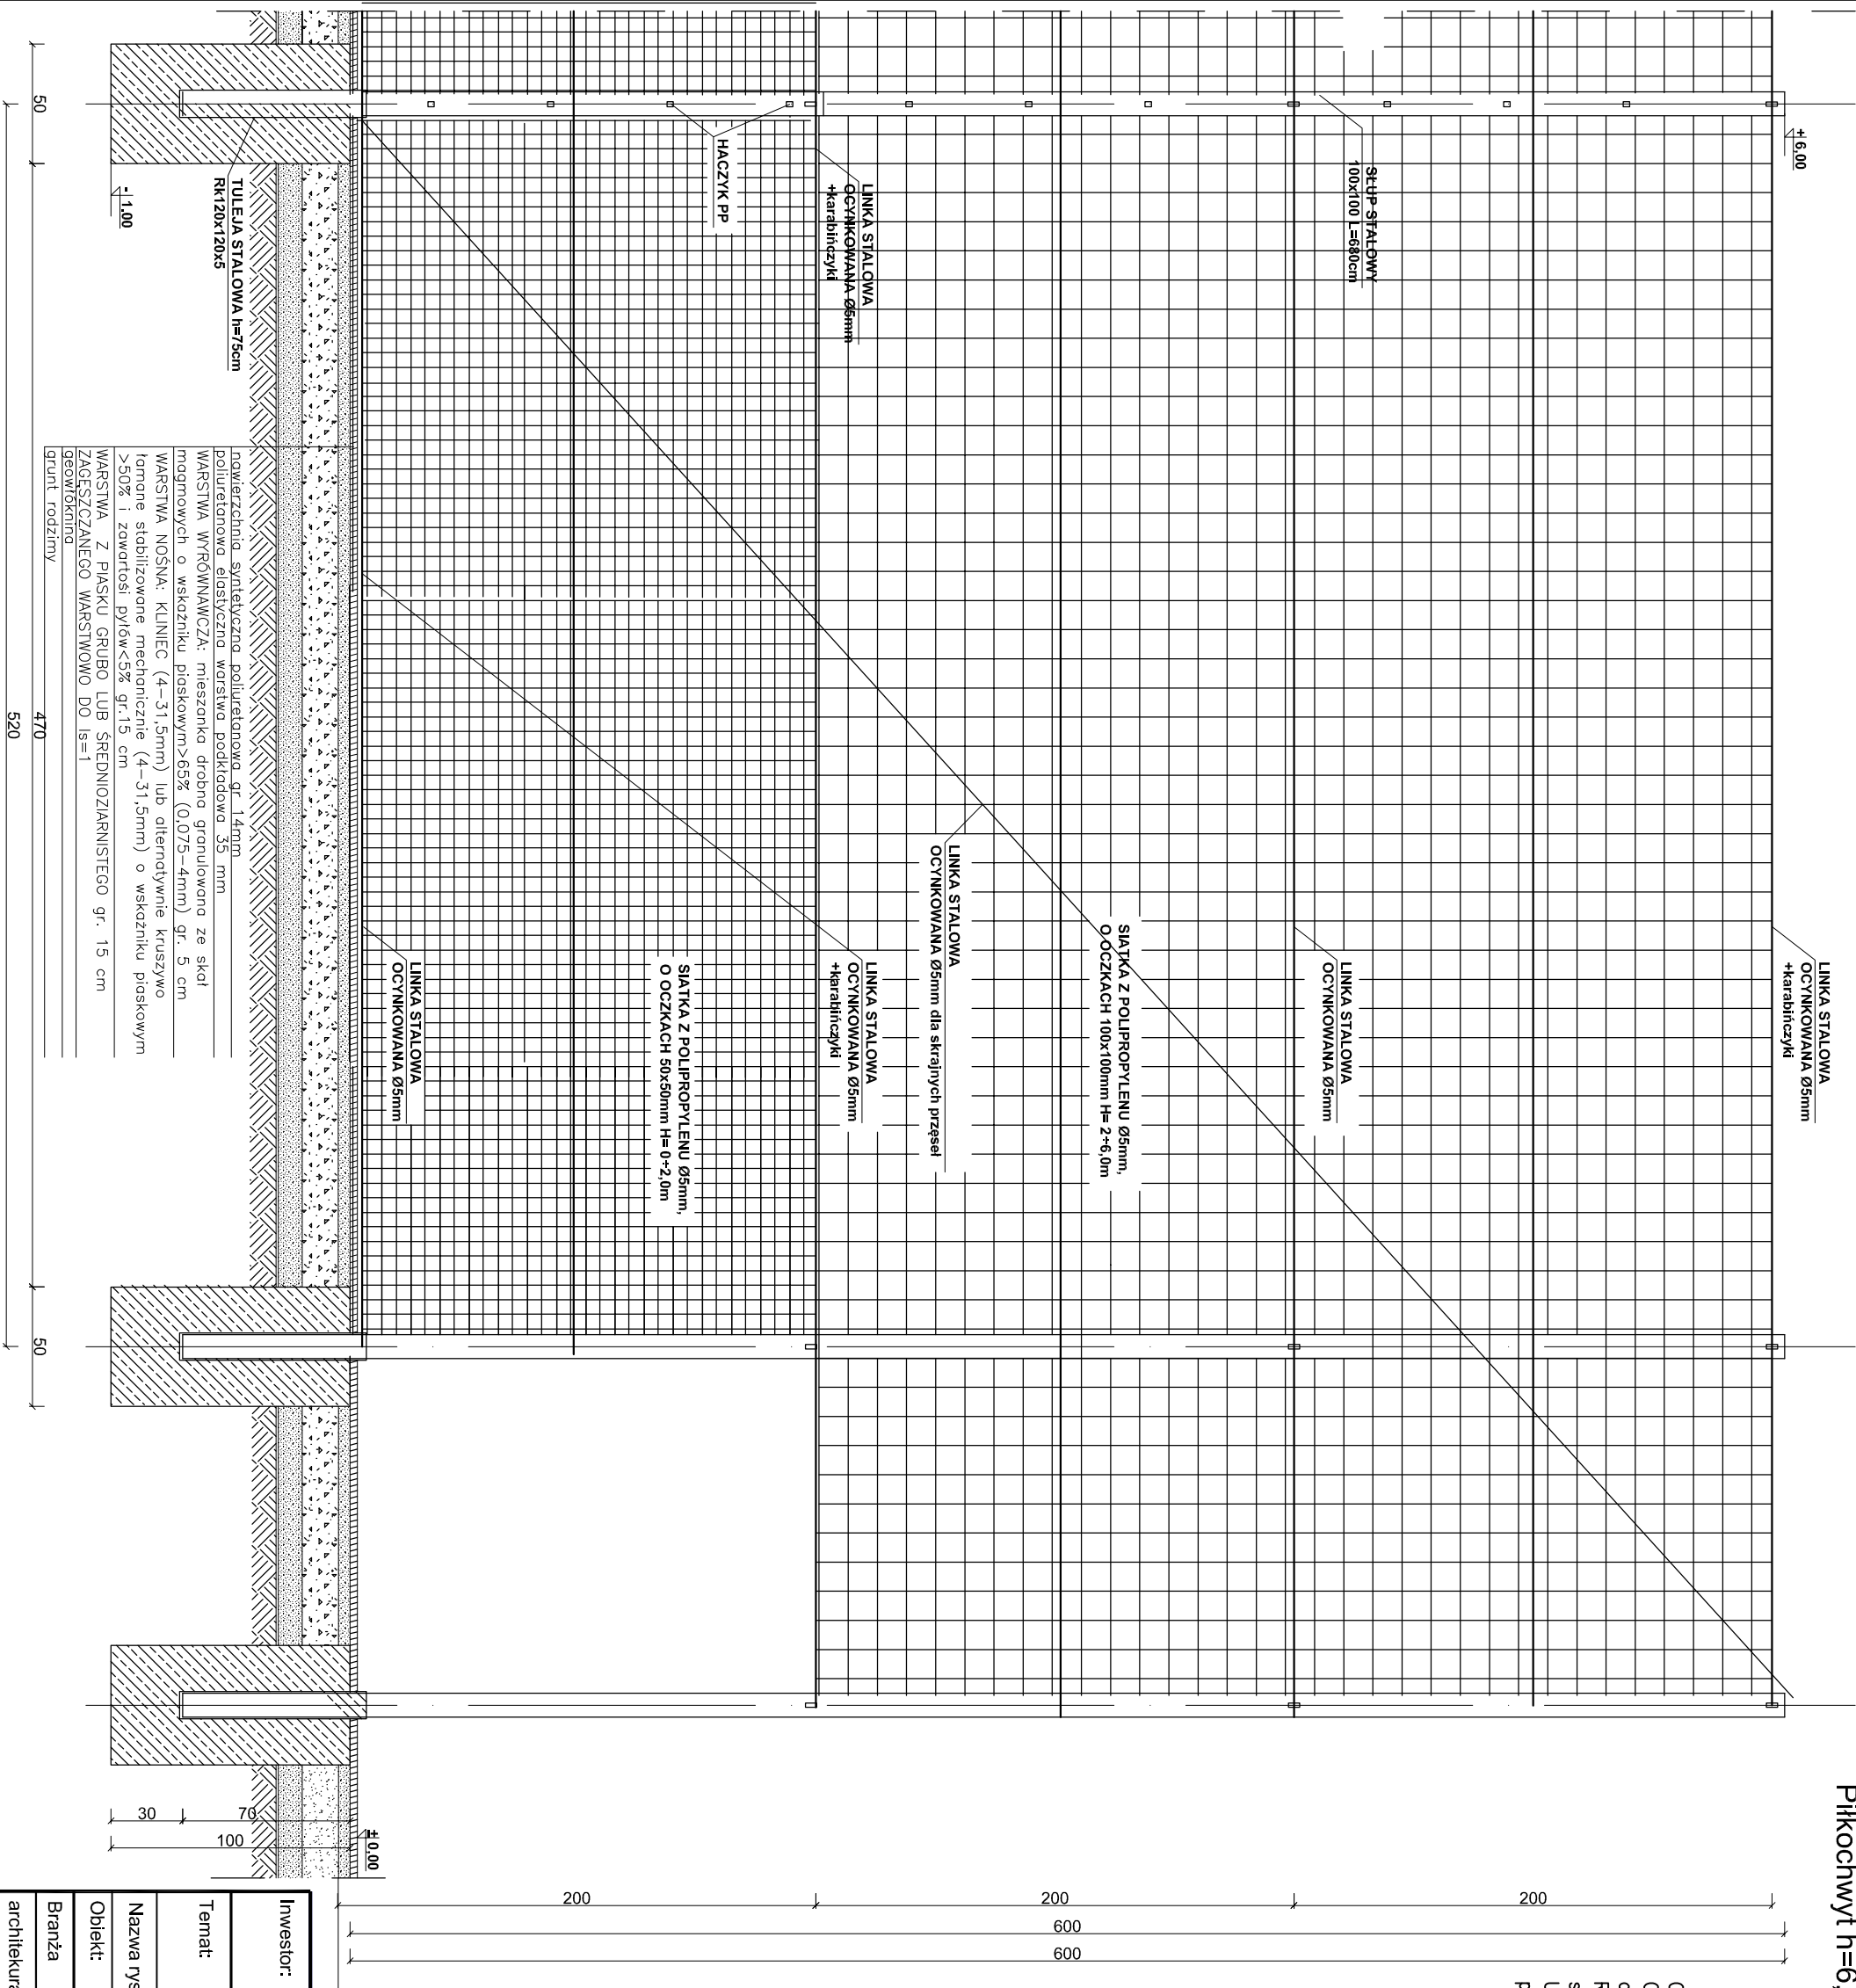 Piłkochwyt h=6,
+6,00
SŁUP STALOWY
100x100 L=680cm
LINKA STALOWA
OCYNKOWANA Ø5mm
+karabińczyki
HACZYK PP
TULEJA STALOWA h=75cm
Rk120x120x5
- 1,00
50
LINKA STALOWA
OCYNKOWANA Ø5mm
+karabińczyki
LINKA STALOWA
OCYNKOWANA Ø5mm
SIATKA Z POLIPROPYLENU Ø5mm,
O OCZKACH 100x100mm H= 2÷6,0m
LINKA STALOWA
OCYNKOWANA Ø5mm dla skrajnych przęseł
LINKA STALOWA
OCYNKOWANA Ø5mm
+karabińczyki
SIATKA Z POLIPROPYLENU Ø5mm,
O OCZKACH 50x50mm H= 0÷2,0m
LINKA STALOWA
OCYNKOWANA Ø5mm
nawierzchnia syntetyczna poliuretanowa gr 14mm
poliuretanowa elastyczna warstwa podkładowa 35 mm
WARSTWA WYRÓWNAWCZA: mieszanka drobna granulowana ze skał
magmowych o wskaźniku piaskowym>65% (0,075-4mm) gr. 5 cm
WARSTWA NOŚNA: KLINIEC (4-31,5mm) lub alternatywnie kruszywo
łamane stabilizowane mechanicznie (4-31,5mm) o wskaźniku piaskowym
>50% i zawartośi pyłów<5% gr.15 cm
WARSTWA Z PIASKU GRUBO LUB ŚREDNIOZIARNISTEGO gr. 15 cm
ZAGĘSZCZANEGO WARSTWOWO DO Is=1
geowłóknina
grunt rodzimy
470
520
50
30
70
100
±0,00
200
200
200
600
600
Inwestor:
Temat:
Nazwa rys
Obiekt:
Branża
architektura